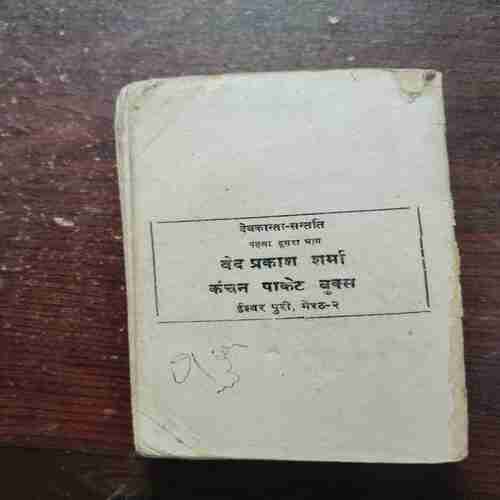 देवकान्ता-सन्तति
पहला दूसरा भाग
वेद प्रकाश शर्मा
कंचन पाकेट बुक्स
ईश्वर पुरी, मेरठ-२